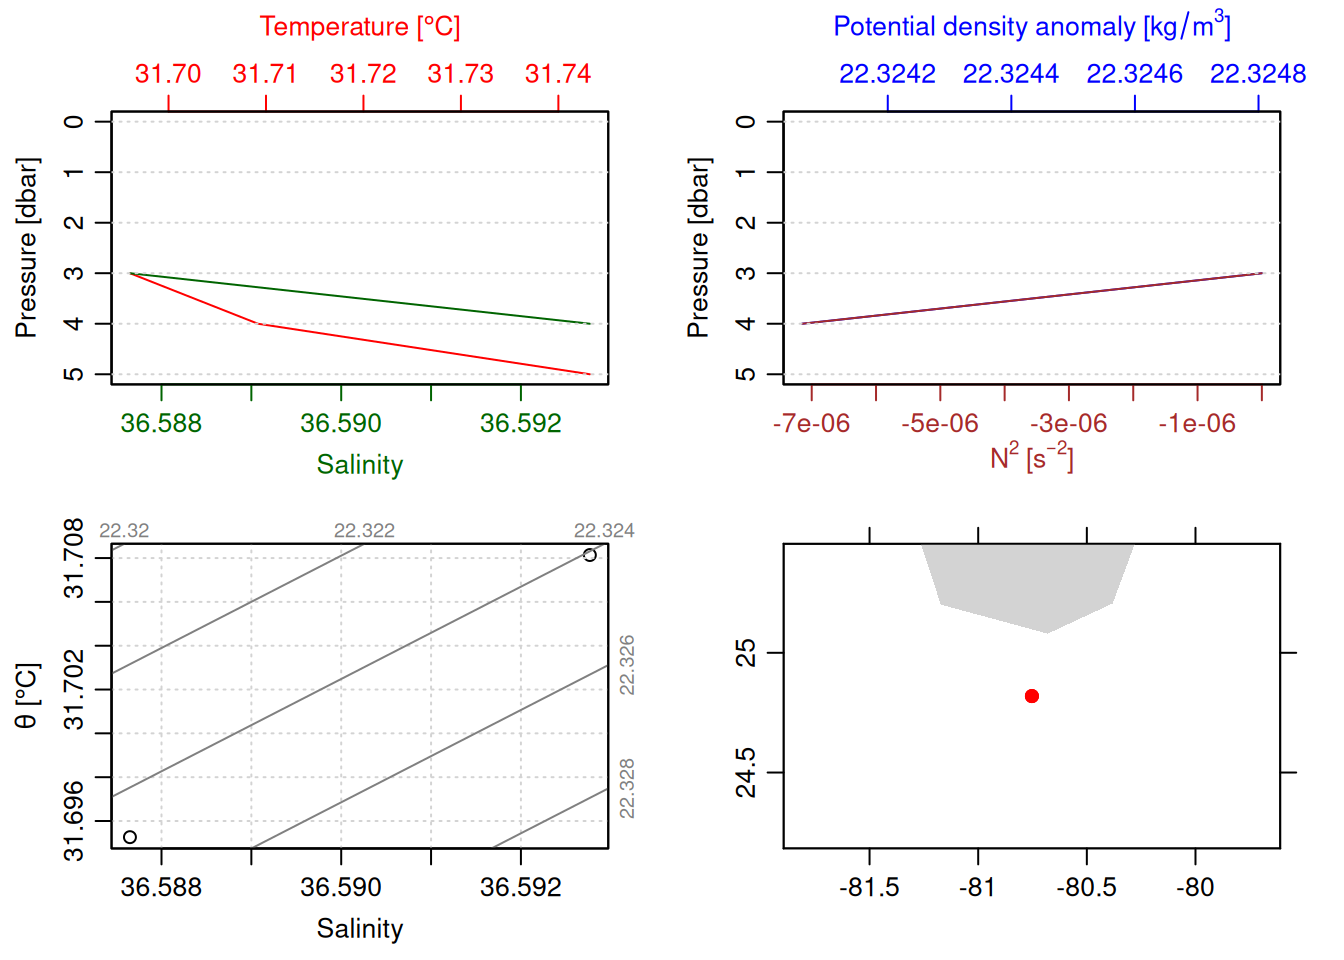 Temperature [°C]
31.70 31.71 31.72 31.73 31.74
Pressure [dbar]
0
1
2
3
4
5
36.588 36.590 36.592
Salinity
Potential density anomaly [kg/m³]
22.3242 22.3244 22.3246 22.3248
Pressure [dbar]
0
1
2
3
4
5
-7e-06 -5e-06 -3e-06 -1e-06
N² [s⁻²]
22.32 22.322 22.324
22.326
22.328
θ [°C]
31.708
31.702
31.696
36.588 36.590 36.592
Salinity
25
24.5
-81.5 -81 -80.5 -80